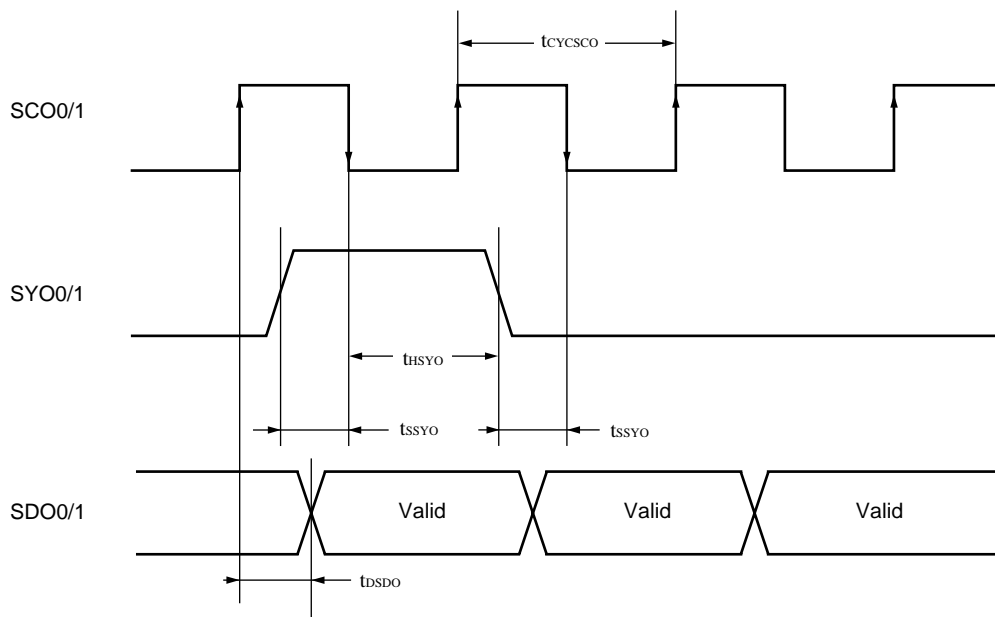 tCYCSCO
SCO0/1
SYO0/1
tHSYO
tSSYO tSSYO
SDO0/1 Valid Valid Valid
tDSDO